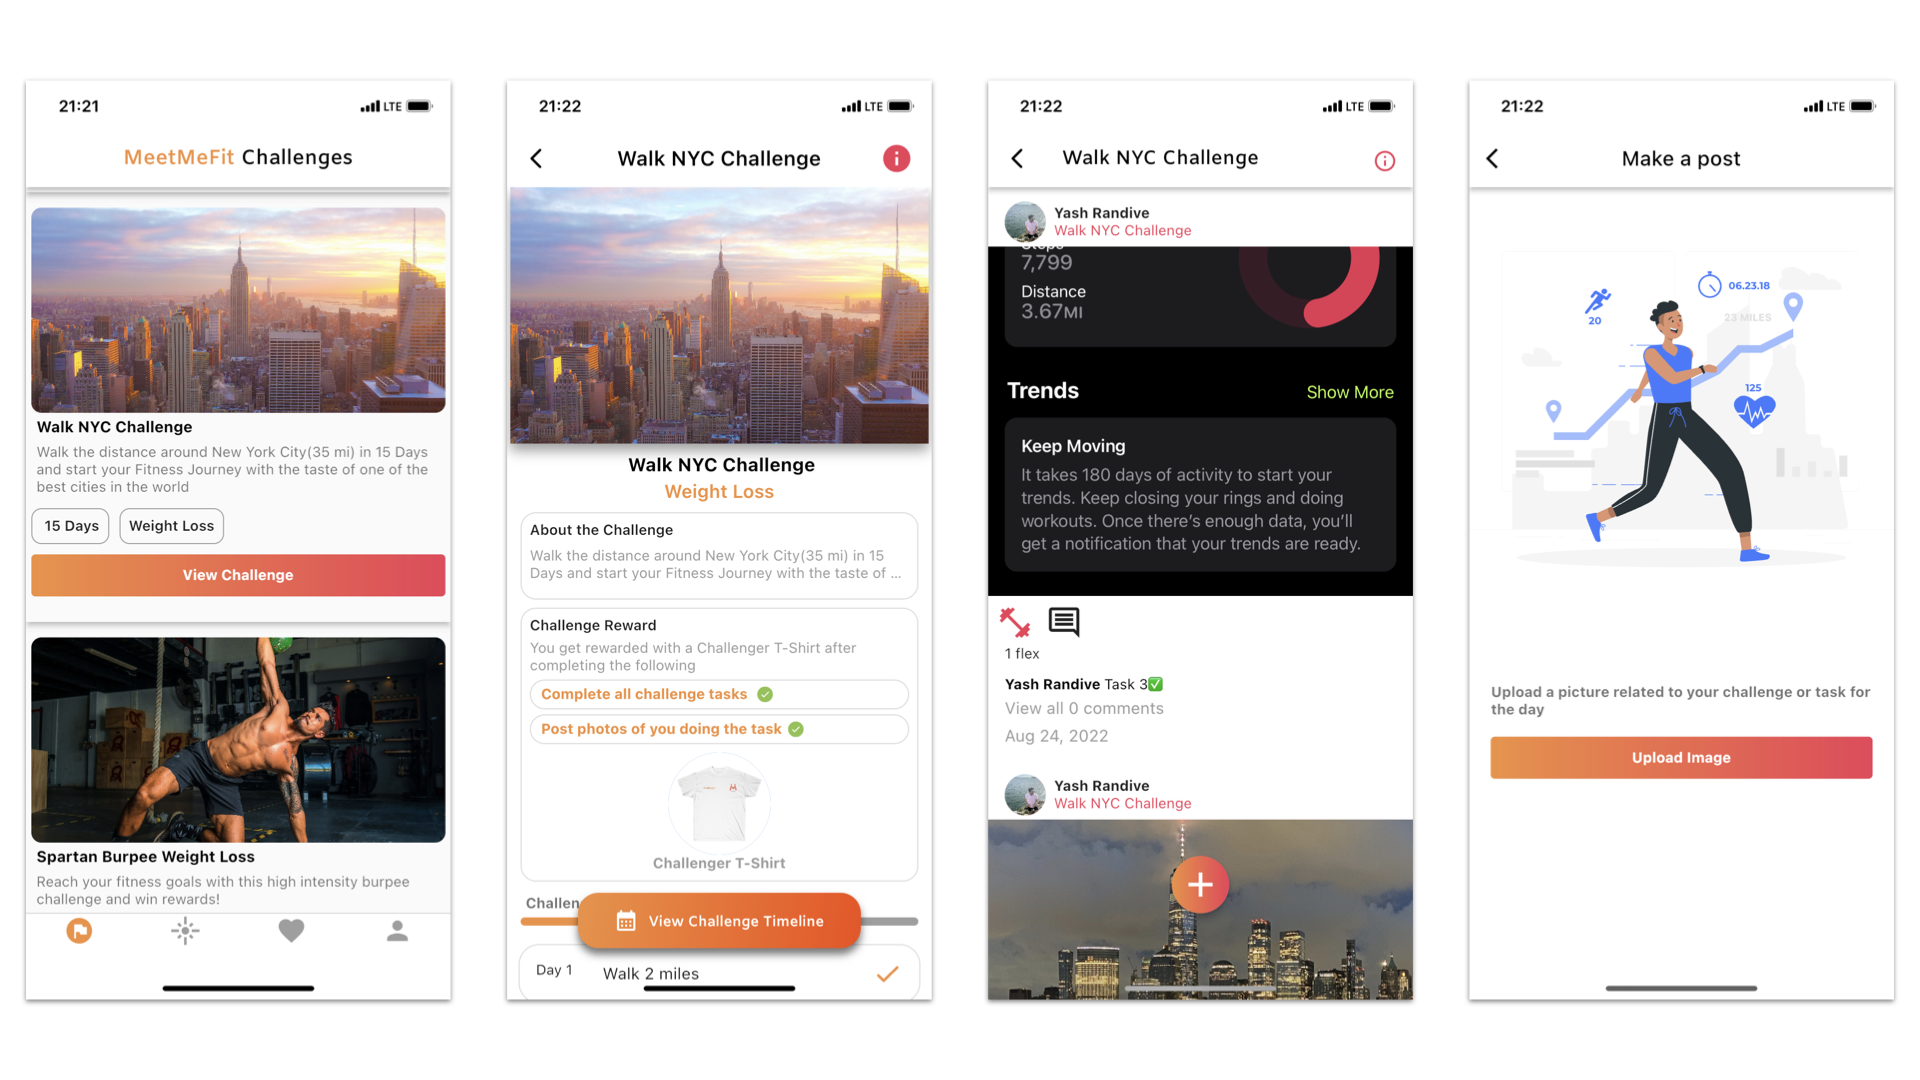 21:21
LTE
MeetMeFit Challenges
Walk NYC Challenge
Walk the distance around New York City(35 mi) in 15 Days
and start your Fitness Journey with the taste of one of the
best cities in the world
15 Days
Weight Loss
View Challenge
Spartan Burpee Weight Loss
Reach your fitness goals with this high intensity burpee
challenge and win rewards!
21:22
LTE
Walk NYC Challenge
i
Walk NYC Challenge
Weight Loss
About the Challenge
Walk the distance around New York City(35 mi) in 15
Days and start your Fitness Journey with the taste of ...
Challenge Reward
You get rewarded with a Challenger T-Shirt after
completing the following
Complete all challenge tasks
Post photos of you doing the task
Challenger T-Shirt
Challen
View Challenge Timeline
Day 1
Walk 2 miles
21:22
LTE
Walk NYC Challenge
i
Yash Randive
Walk NYC Challenge
Steps
7,799
Distance
3.67MI
Trends
Show More
Keep Moving
It takes 180 days of activity to start your
trends. Keep closing your rings and doing
workouts. Once there's enough data, you'll
get a notification that your trends are ready.
1 flex
Yash Randive Task 3✅
View all 0 comments
Aug 24, 2022
Yash Randive
Walk NYC Challenge
21:22
LTE
Make a post
06.23.18
20
23 MILES
125
Upload a picture related to your challenge or task for
the day
Upload Image